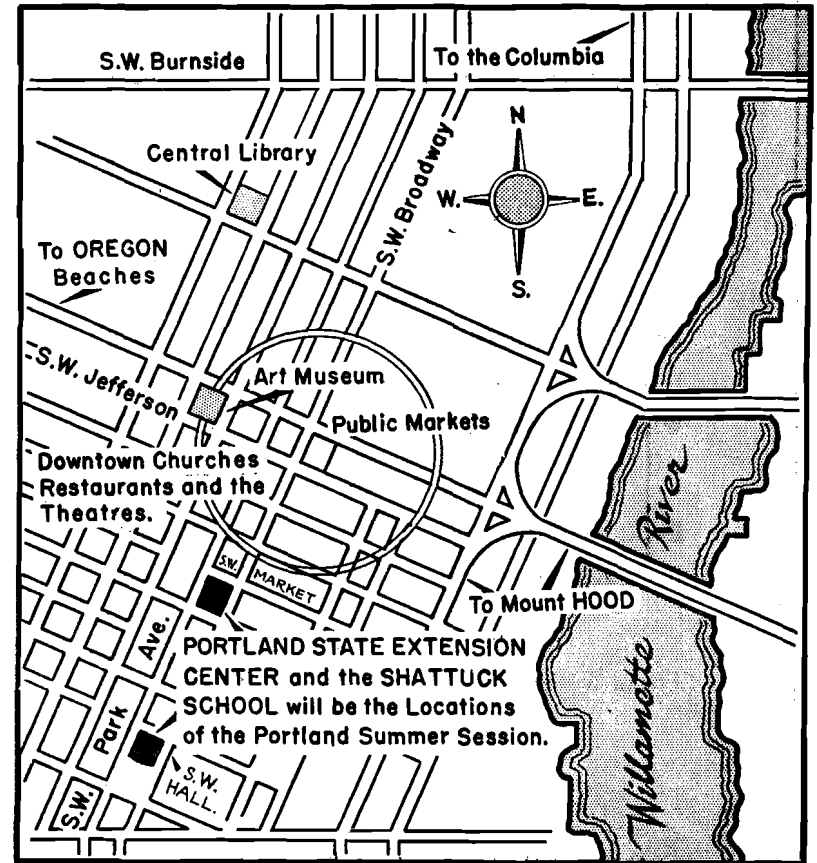 S.W. Burnside
To the Columbia
Central Library
S.W. Broadway
N
W.
E.
S.
To OREGON
Beaches
S.W. Jefferson
Art Museum
Public Markets
Downtown Churches
Restaurants and the
Theatres.
S.W. MARKET
To Mount HOOD
PORTLAND STATE EXTENSION
CENTER and the SHATTUCK
SCHOOL will be the Locations
of the Portland Summer Session.
S.W. Park Ave.
S.W.
HALL.
Willamette River